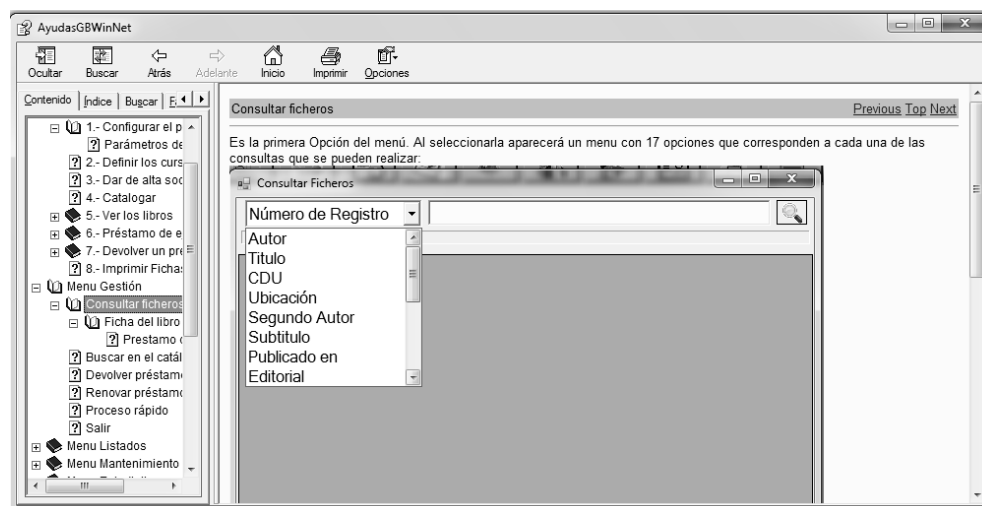 AyudasGBWinNet
Ocultar Buscar Atrás Adelante Inicio Imprimir Opciones
Contenido Índice Buscar
1.- Configurar el p
Parámetros de
2.- Definir los curs
3.- Dar de alta soc
4.- Catalogar
5.- Ver los libros
6.- Préstamo de e
7.- Devolver un pré
8.- Imprimir Fichas
Menu Gestión
Consultar ficheros
Ficha del libro
Prestamo
Buscar en el catál
Devolver préstam
Renovar préstam
Proceso rápido
Salir
Menu Listados
Menu Mantenimiento
Consultar ficheros Previous Top Next
Es la primera Opción del menú. Al seleccionarla aparecerá un menu con 17 opciones que corresponden a cada una de las
consultas que se pueden realizar:
Consultar Ficheros
Número de Registro
Autor
Titulo
CDU
Ubicación
Segundo Autor
Subtitulo
Publicado en
Editorial